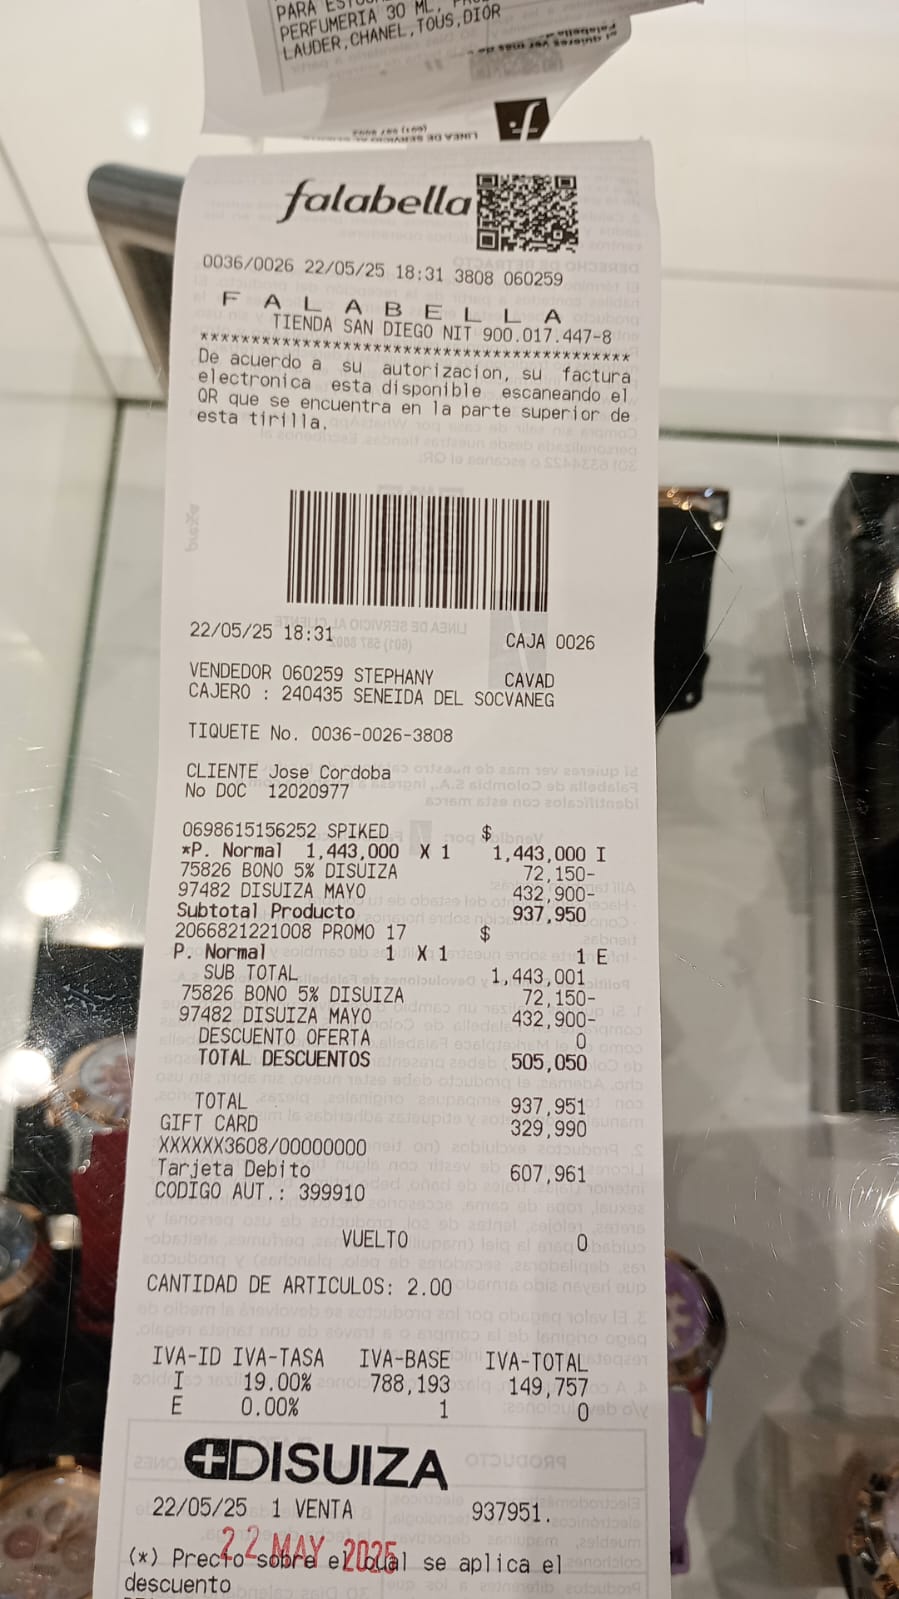 PERFUMERIA 30 ML,
LAUDER,CHANEL,TOUS,DIOR
falabella
0036/0026 22/05/25 18:31 3808 060259
F A L A B E L L A
TIENDA SAN DIEGO NIT 900.017.447-8
******************************************
De acuerdo a su autorizacion, su factura
electronica esta disponible escaneando el
QR que se encuentra en la parte superior de
esta tirilla.
22/05/25 18:31 CAJA 0026
VENDEDOR 060259 STEPHANY CAVAD
CAJERO : 240435 SENEIDA DEL SOCVANEG
TIQUETE No. 0036-0026-3808
CLIENTE Jose Cordoba
No DOC 12020977
0698615156252 SPIKED $
*P. Normal 1,443,000 X 1 1,443,000 I
75826 BONO 5% DISUIZA 72,150-
97482 DISUIZA MAYO 432,900-
Subtotal Producto 937,950
2066821221008 PROMO 17 $
P. Normal 1 X 1 1 E
SUB TOTAL 1,443,001
75826 BONO 5% DISUIZA 72,150-
97482 DISUIZA MAYO 432,900-
DESCUENTO OFERTA 0
TOTAL DESCUENTOS 505,050
TOTAL 937,951
GIFT CARD 329,990
XXXXXX3608/00000000
Tarjeta Debito 607,961
CODIGO AUT.: 399910
VUELTO 0
CANTIDAD DE ARTICULOS: 2.00
IVA-ID IVA-TASA IVA-BASE IVA-TOTAL
I 19.00% 788,193 149,757
E 0.00% 1 0
DISUIZA
22/05/25 1 VENTA 937951.
22 MAY 2025
(*) Precio sobre el cual se aplica el
descuento